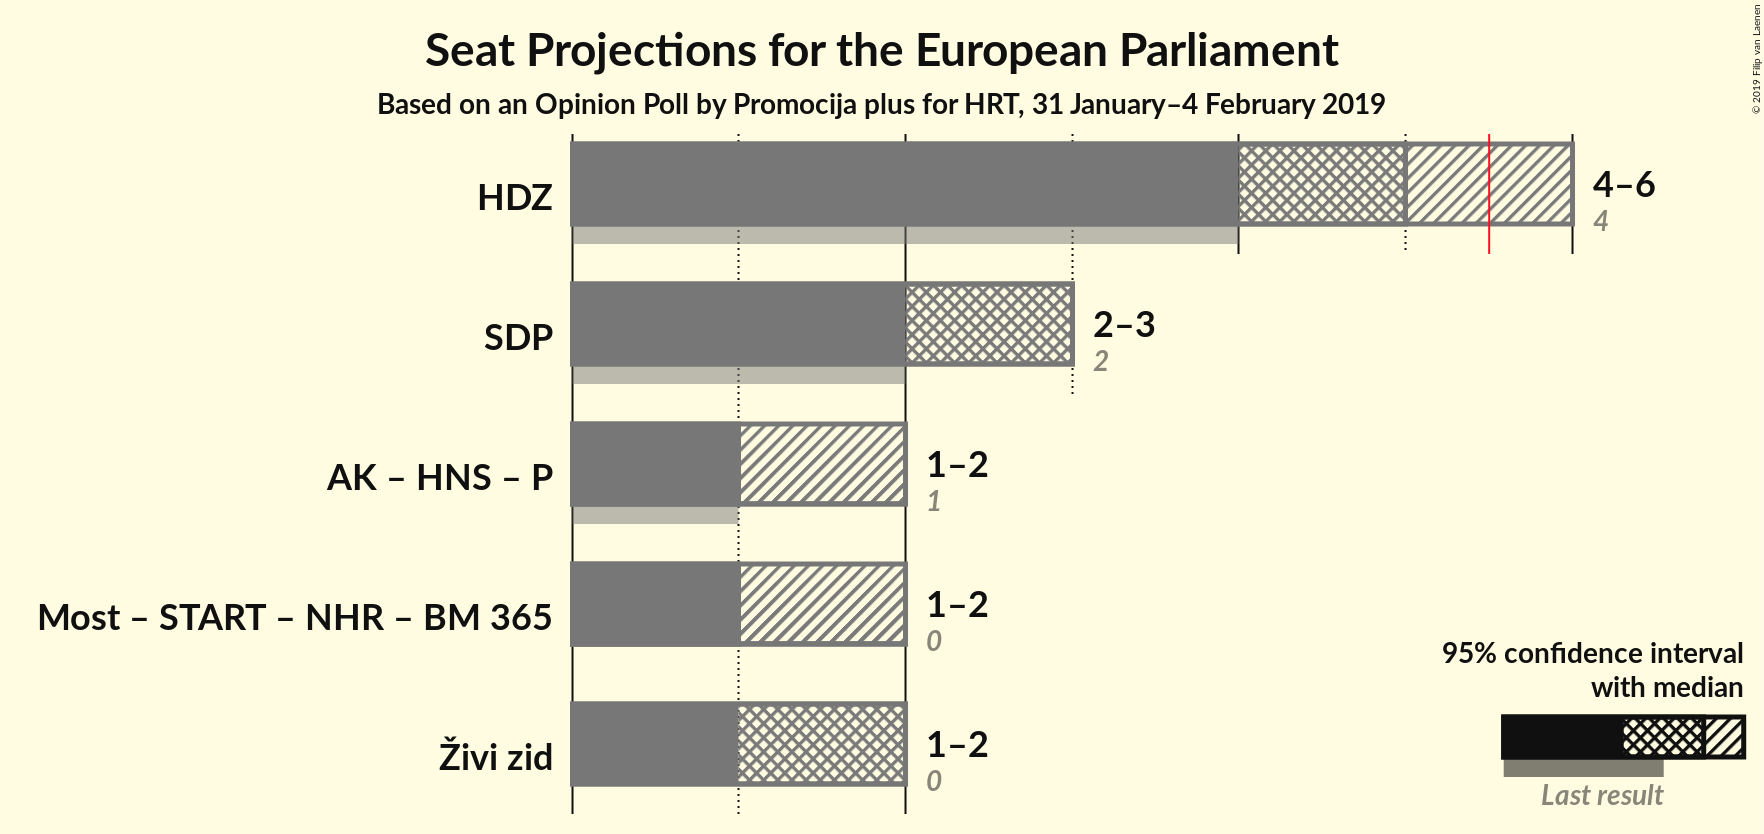 Seat Projections for the European Parliament
Based on an Opinion Poll by Promocija plus for HRT, 31 January–4 February 2019
© 2019 Filip van Laenen
HDZ
4–6
4
SDP
2–3
2
AK – HNS – P
1–2
1
Most – START – NHR – BM 365
1–2
0
Živi zid
1–2
0
95% confidence interval
with median
Last result